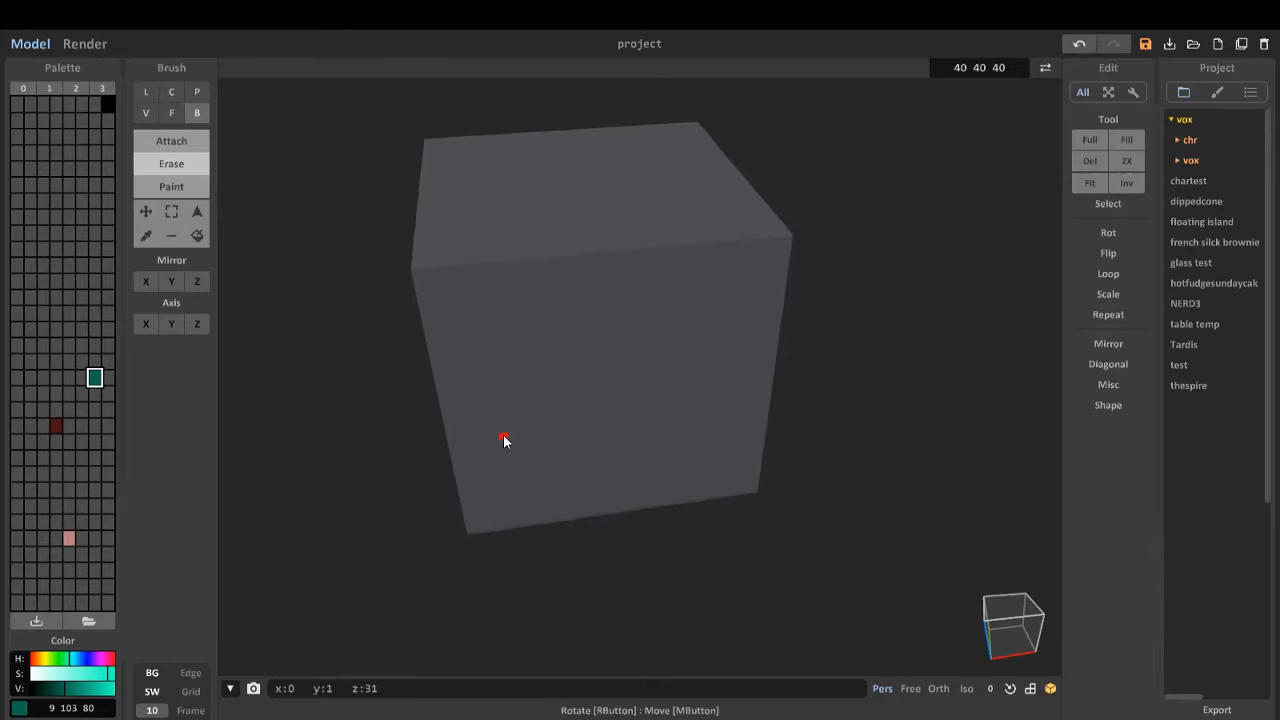 Model Render project
Palette Brush 40 40 40 Edit Project
0 1 2 3
L C P
V F B
All
Attach
Erase
Paint
Mirror
X Y Z
Axis
X Y Z
BG Edge
SW Grid
10 Frame
Color
H:
S:
V:
9 103 80
x:0 y:1 z:31
Pers Free Orth Iso 0
Rotate [RButton] : Move [MButton]
Tool
Full Fill
Del 2X
Fit Inv
Select
Rot
Flip
Loop
Scale
Repeat
Mirror
Diagonal
Misc
Shape
vox
chr
vox
chartest
dippedcone
floating island
french silck brownie
glass test
hotfudgesundaycak
NERD3
table temp
Tardis
test
thespire
Export